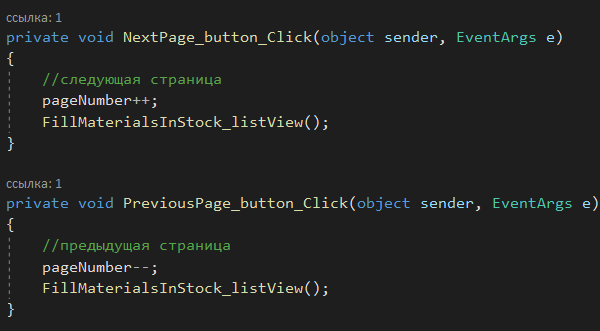 ссылка: 1
private void NextPage_button_Click(object sender, EventArgs e)
{
//следующая страница
pageNumber++;
FillMaterialsInStock_listView();
}
ссылка: 1
private void PreviousPage_button_Click(object sender, EventArgs e)
{
//предыдущая страница
pageNumber--;
FillMaterialsInStock_listView();
}